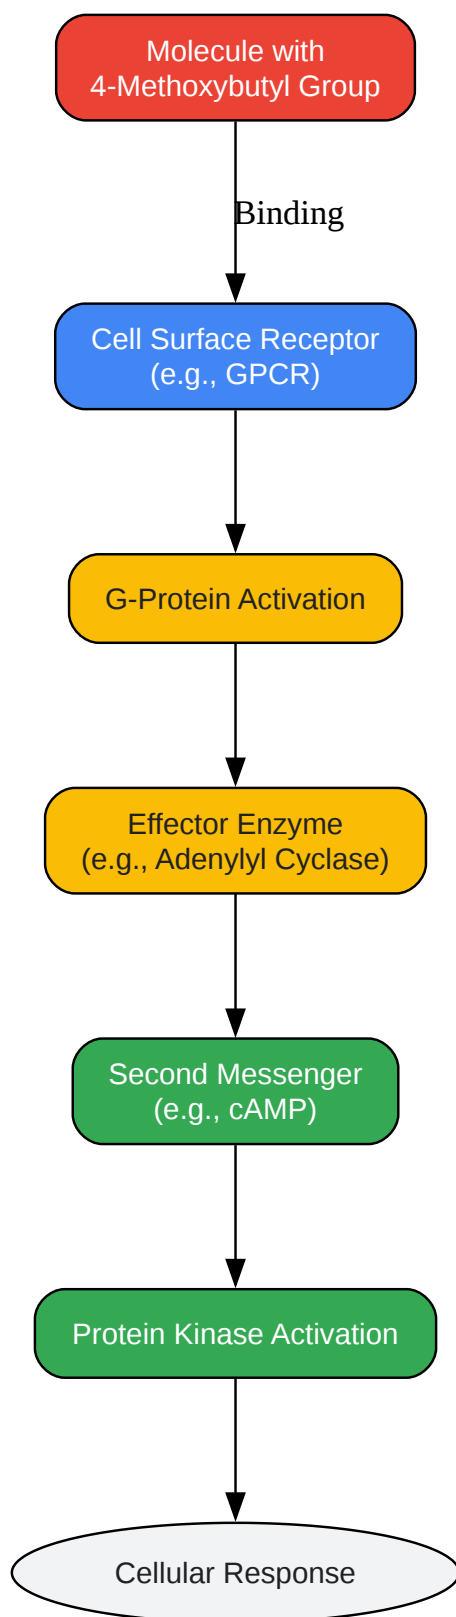 Molecule with
4-Methoxybutyl Group
Binding
Cell Surface Receptor
(e.g., GPCR)
G-Protein Activation
Effector Enzyme
(e.g., Adenylyl Cyclase)
Second Messenger
(e.g., cAMP)
Protein Kinase Activation
Cellular Response